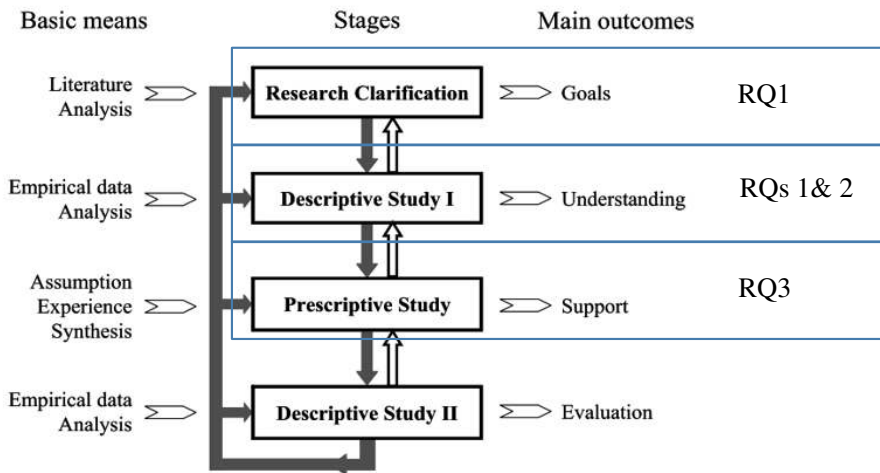 Basic means
Stages
Main outcomes
Literature
Analysis
Research Clarification
Goals
RQ1
Empirical data
Analysis
Descriptive Study I
Understanding
RQs 1& 2
Assumption
Experience
Synthesis
Prescriptive Study
Support
RQ3
Empirical data
Analysis
Descriptive Study II
Evaluation